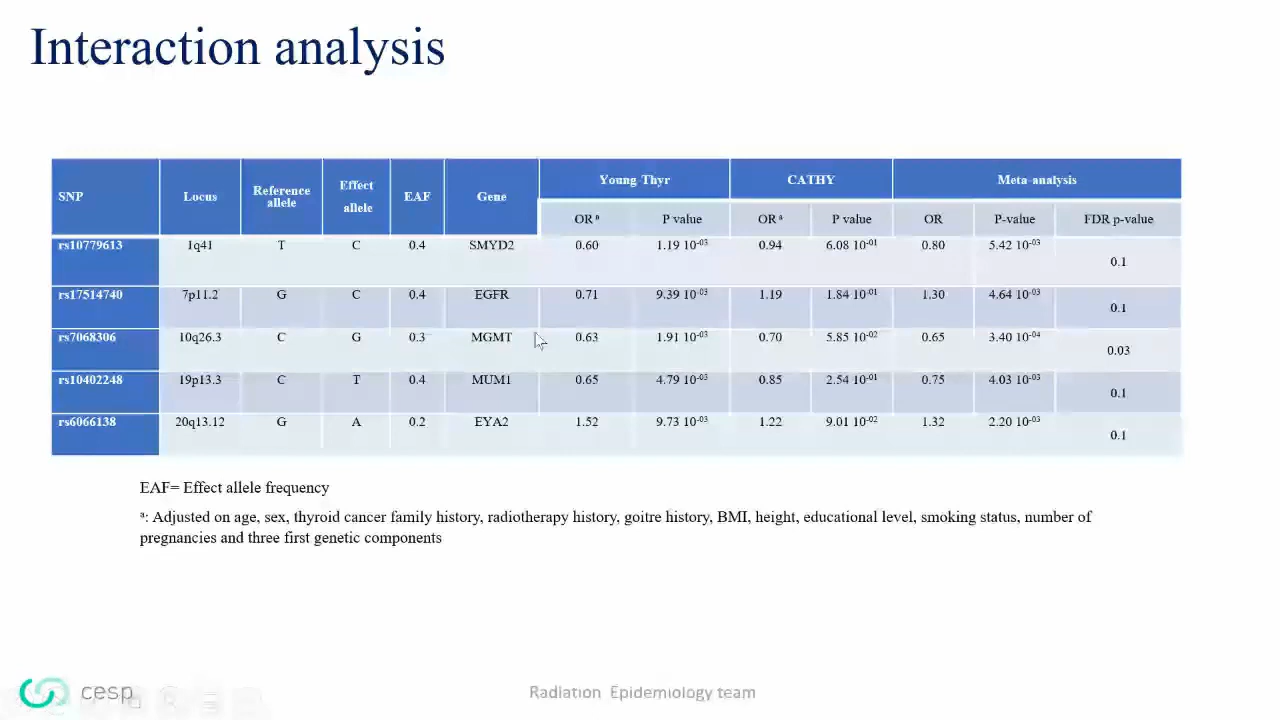 Interaction analysis
SNP Locus Reference allele Effect allele EAF Gene Young-Thyr CATHY Meta-analysis
OR ᵃ P value OR ᵃ P value OR P-value FDR p-value
rs10779613 1q41 T C 0.4 SMYD2 0.60 1.19 10⁻⁰³ 0.94 6.08 10⁻⁰¹ 0.80 5.42 10⁻⁰³ 0.1
rs17514740 7p11.2 G C 0.4 EGFR 0.71 9.39 10⁻⁰³ 1.19 1.84 10⁻⁰¹ 1.30 4.64 10⁻⁰³ 0.1
rs7068306 10q26.3 C G 0.3 MGMT 0.63 1.91 10⁻⁰³ 0.70 5.85 10⁻⁰² 0.65 3.40 10⁻⁰⁴ 0.03
rs10402248 19p13.3 C T 0.4 MUM1 0.65 4.79 10⁻⁰³ 0.85 2.54 10⁻⁰¹ 0.75 4.03 10⁻⁰³ 0.1
rs6066138 20q13.12 G A 0.2 EYA2 1.52 9.73 10⁻⁰³ 1.22 9.01 10⁻⁰² 1.32 2.20 10⁻⁰³ 0.1
EAF= Effect allele frequency
ᵃ: Adjusted on age, sex, thyroid cancer family history, radiotherapy history, goitre history, BMI, height, educational level, smoking status, number of
pregnancies and three first genetic components
cesp Radiation Epidemiology team